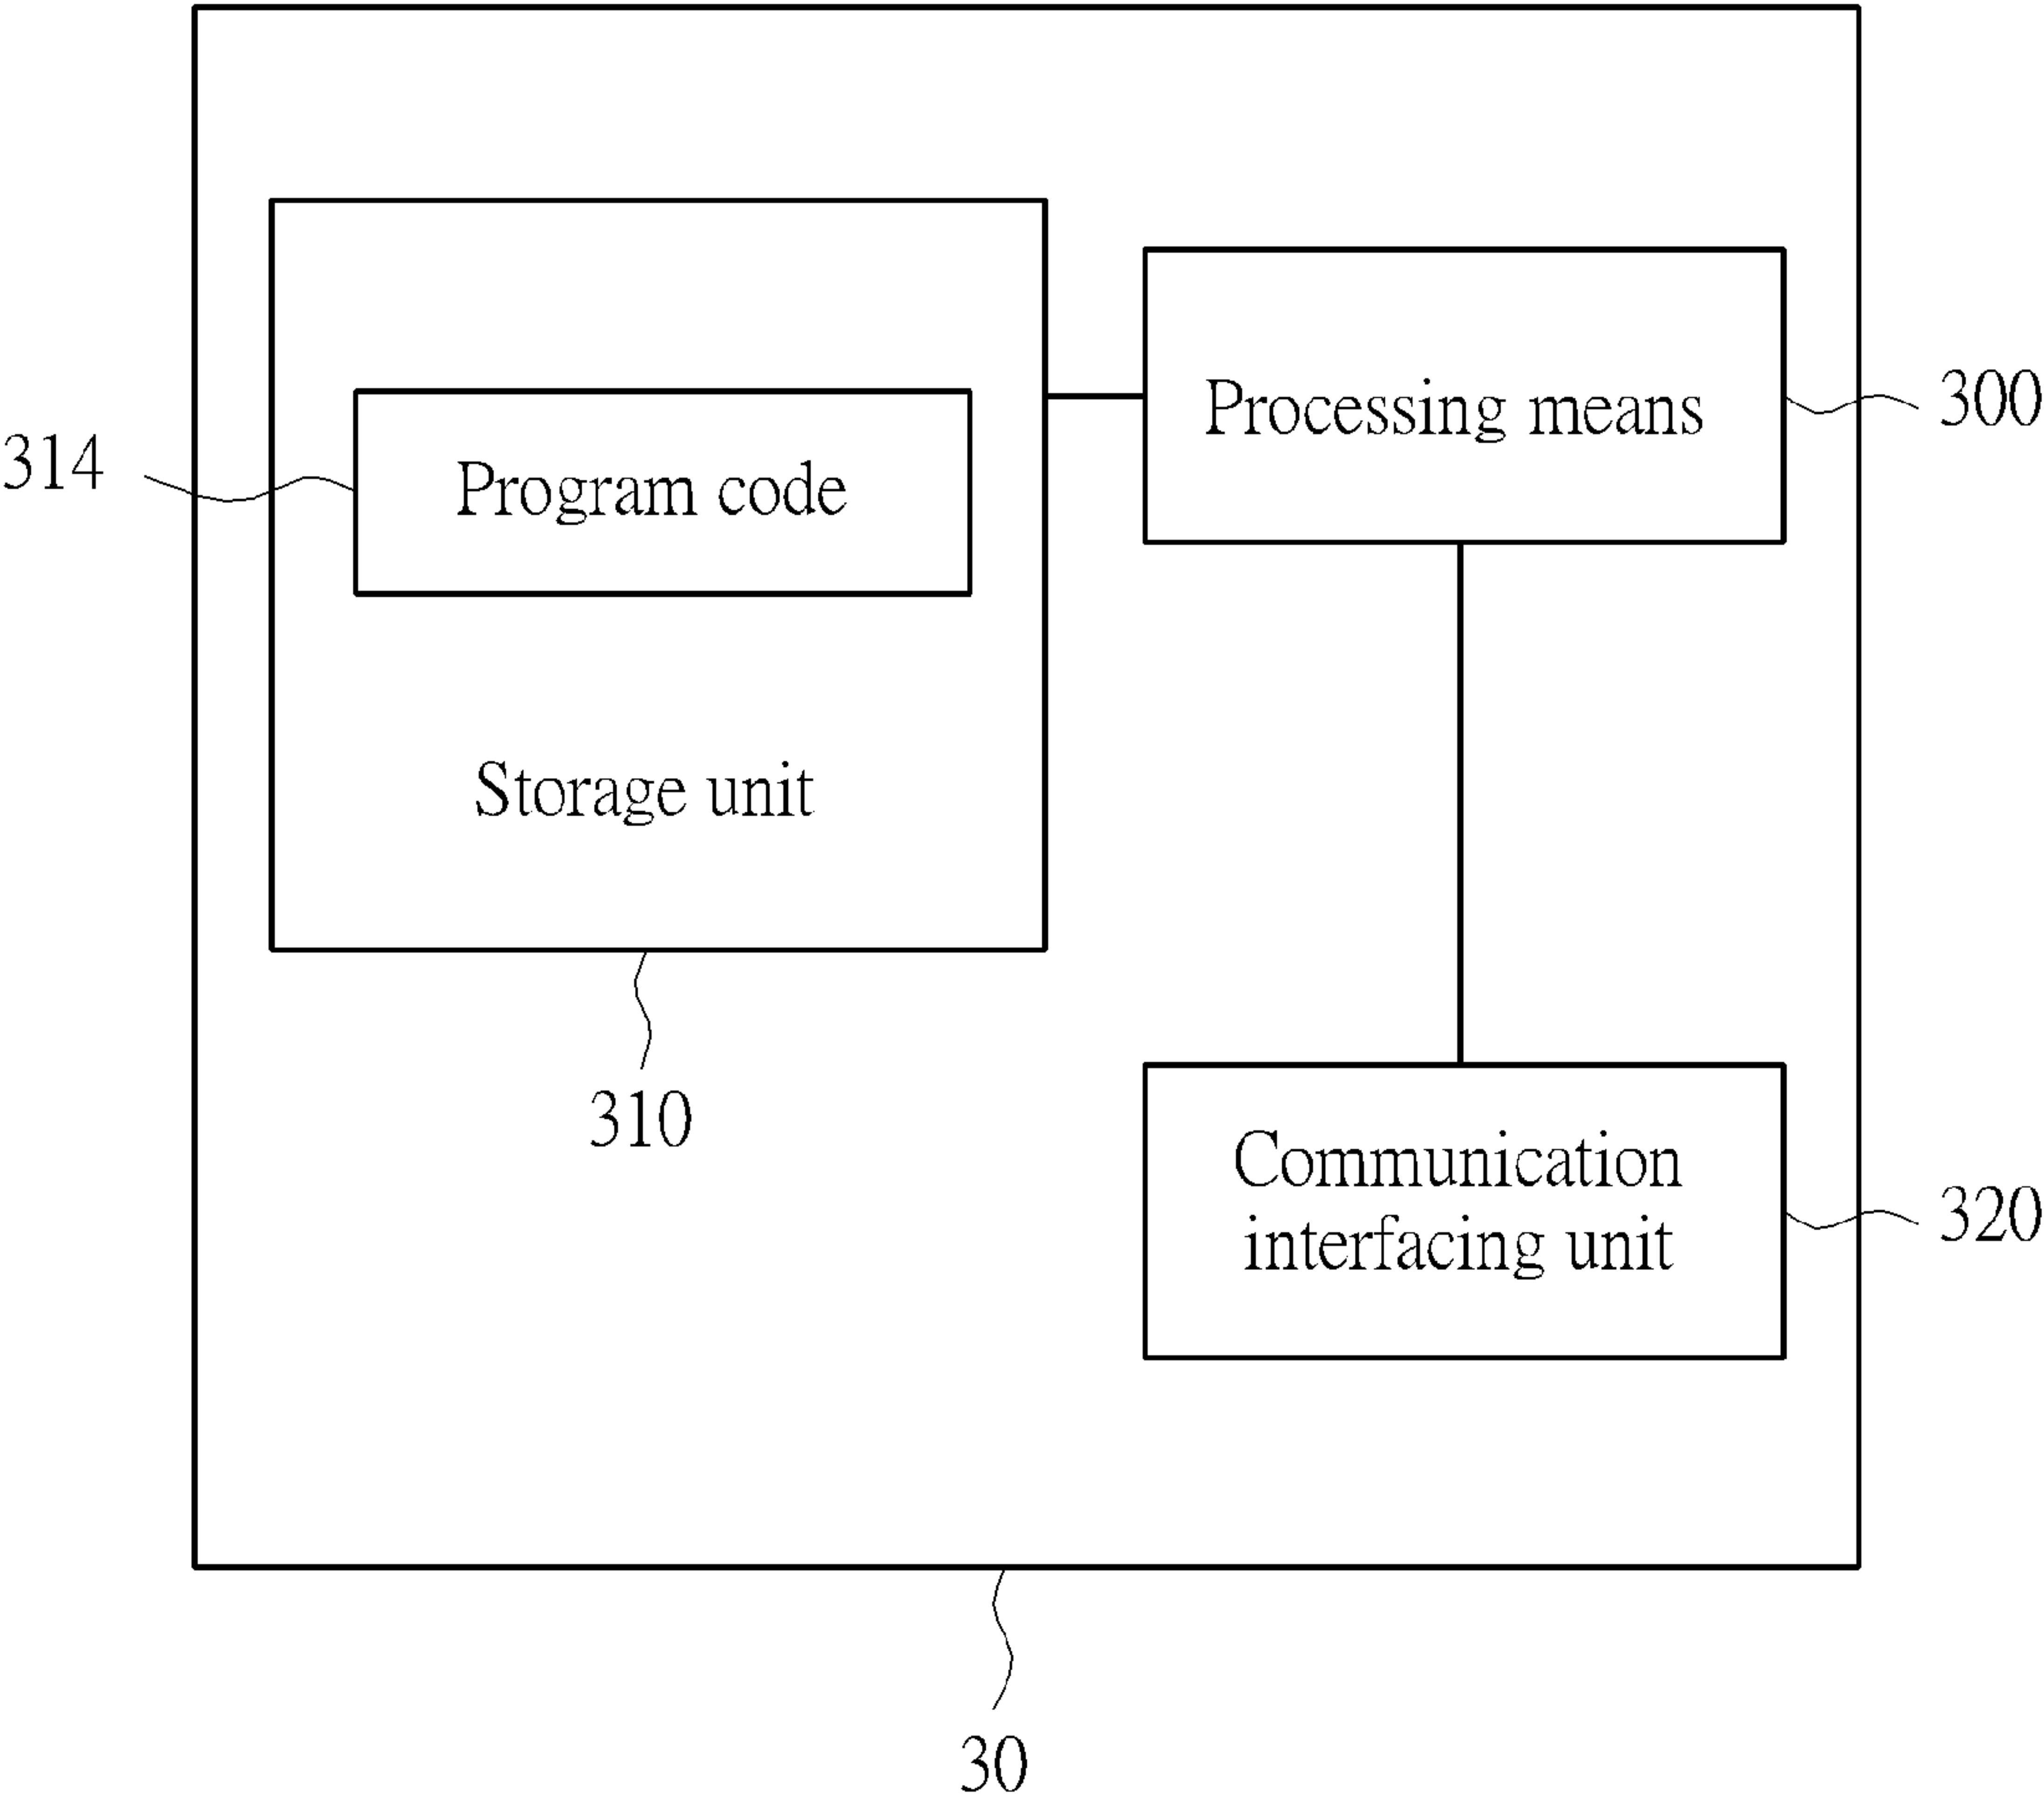 Processing means
300
314
Program code
Storage unit
310
Communication
interfacing unit
320
30